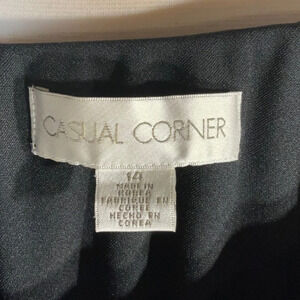 CASUAL CORNER
14
MADE IN
KOREA
FABRIQUE EN
COREE
HECHO EN
COREA